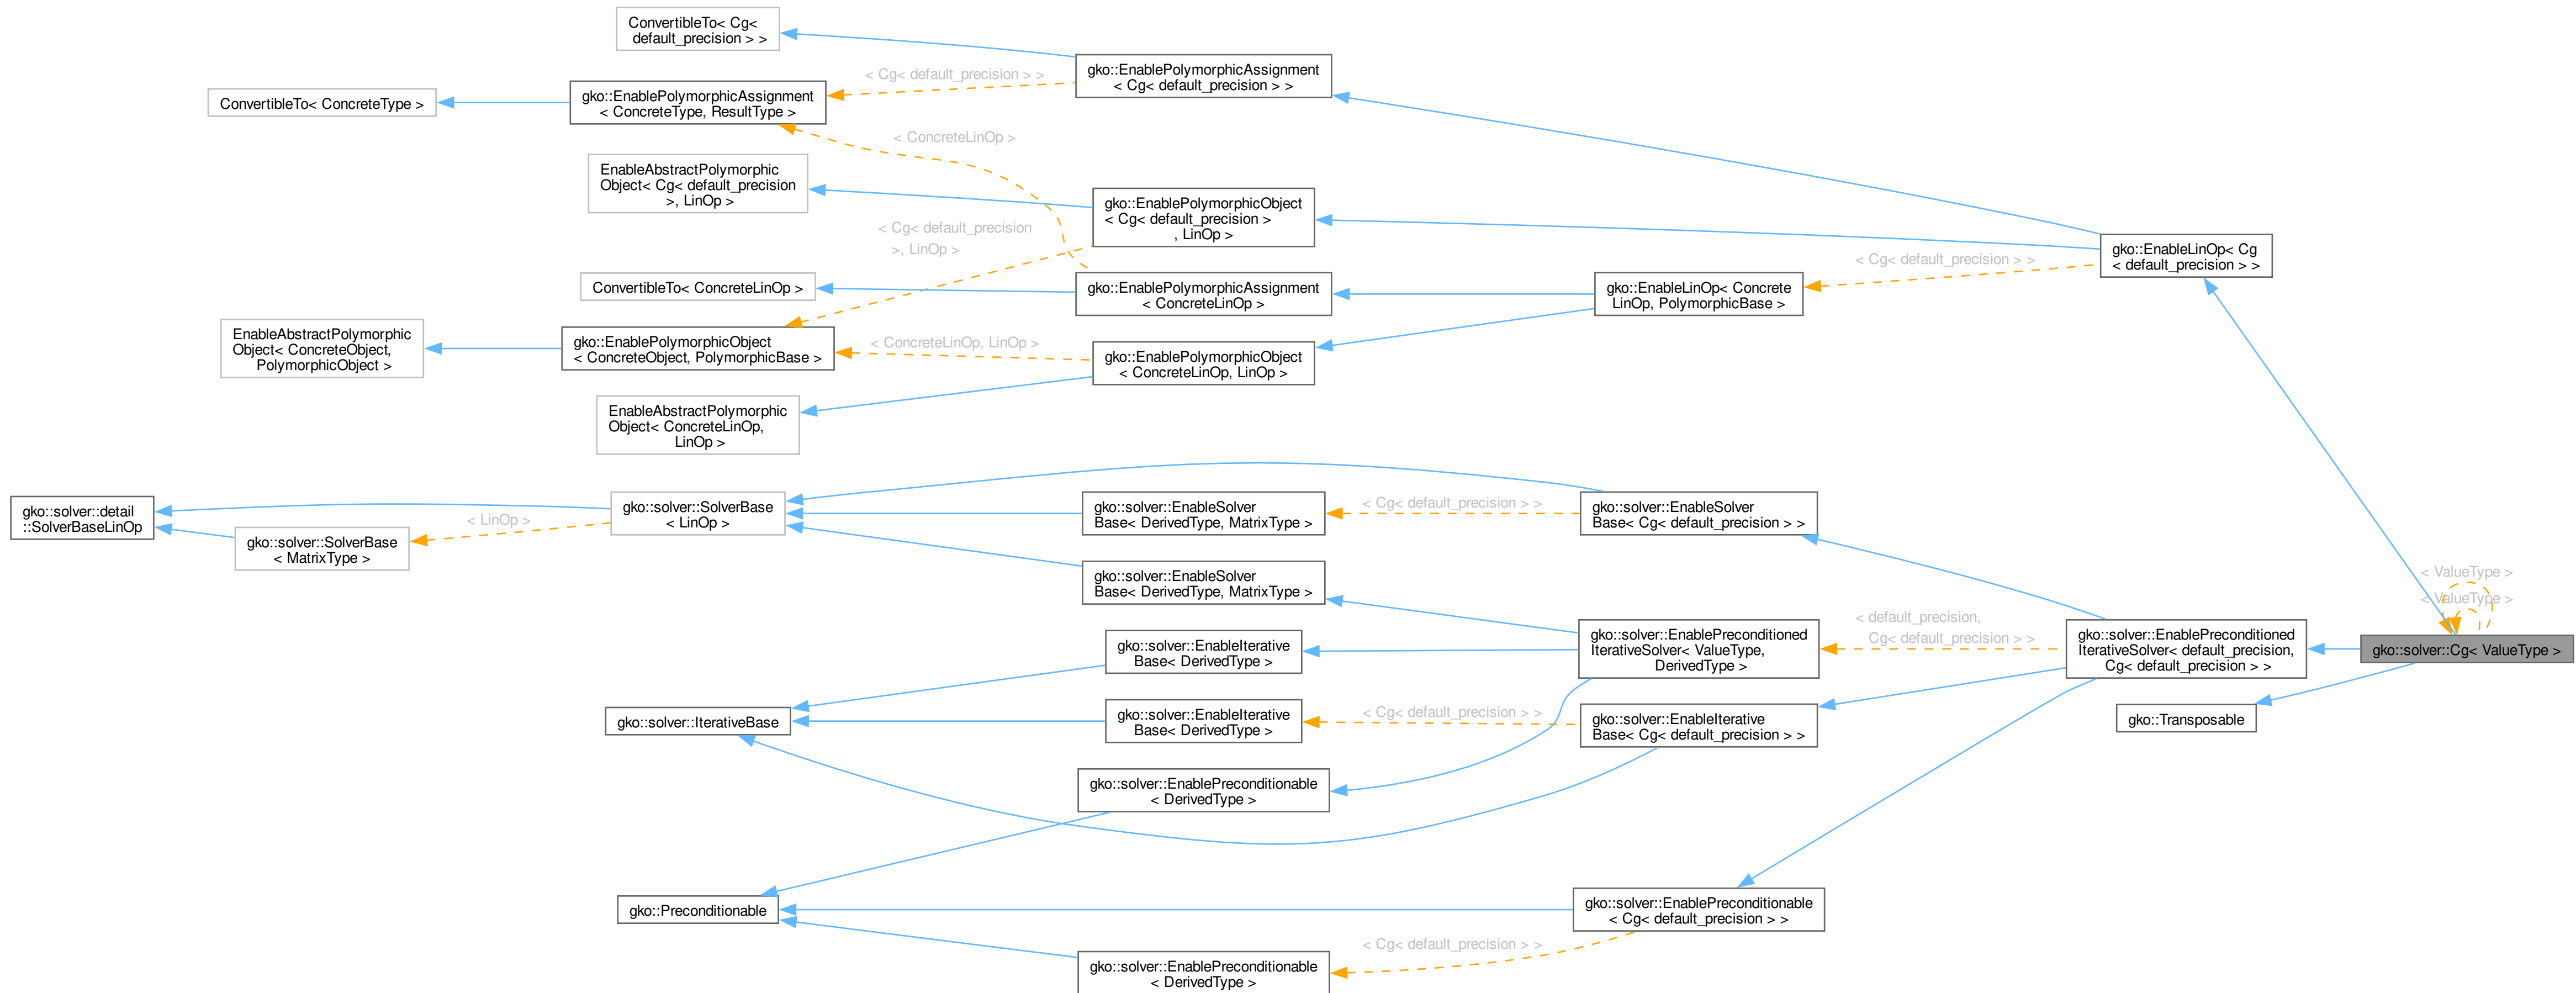 ConvertibleTo< Cg<
default_precision > >
gko::EnablePolymorphicAssignment
< Cg< default_precision > >
< Cg< default_precision > >
ConvertibleTo< ConcreteType >
gko::EnablePolymorphicAssignment
< ConcreteType, ResultType >
< ConcreteLinOp >
EnableAbstractPolymorphic
Object< Cg< default_precision
>, LinOp >
gko::EnablePolymorphicObject
< Cg< default_precision >
, LinOp >
< Cg< default_precision
>, LinOp >
gko::EnableLinOp< Cg
< default_precision > >
< Cg< default_precision > >
ConvertibleTo< ConcreteLinOp >
gko::EnablePolymorphicAssignment
< ConcreteLinOp >
gko::EnableLinOp< Concrete
LinOp, PolymorphicBase >
EnableAbstractPolymorphic
Object< ConcreteObject,
PolymorphicObject >
gko::EnablePolymorphicObject
< ConcreteObject, PolymorphicBase >
< ConcreteLinOp, LinOp >
gko::EnablePolymorphicObject
< ConcreteLinOp, LinOp >
EnableAbstractPolymorphic
Object< ConcreteLinOp,
LinOp >
gko::solver::detail
::SolverBaseLinOp
gko::solver::SolverBase
< MatrixType >
< LinOp >
gko::solver::SolverBase
< LinOp >
gko::solver::EnableSolver
Base< DerivedType, MatrixType >
< Cg< default_precision > >
gko::solver::EnableSolver
Base< Cg< default_precision > >
gko::solver::EnableSolver
Base< DerivedType, MatrixType >
< ValueType >
< ValueType >
gko::solver::EnableIterative
Base< DerivedType >
gko::solver::EnablePreconditioned
IterativeSolver< ValueType,
DerivedType >
< default_precision,
Cg< default_precision > >
gko::solver::EnablePreconditioned
IterativeSolver< default_precision,
Cg< default_precision > >
gko::solver::Cg< ValueType >
gko::solver::IterativeBase
gko::solver::EnableIterative
Base< DerivedType >
< Cg< default_precision > >
gko::solver::EnableIterative
Base< Cg< default_precision > >
gko::Transposable
gko::solver::EnablePreconditionable
< DerivedType >
gko::Preconditionable
gko::solver::EnablePreconditionable
< Cg< default_precision > >
< Cg< default_precision > >
gko::solver::EnablePreconditionable
< DerivedType >